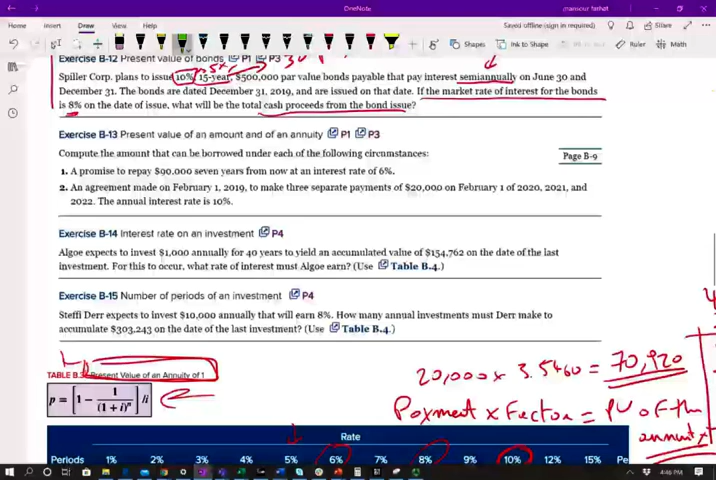 OneNote
mansour farhat
Home Insert Draw View Help
Saved offline (sign in required)
Share
Shapes Ink to Shape Ruler Math
Exercise B-12 Present value of bonds P1 P3
Spiller Corp. plans to issue 10%, 15-year, $500,000 par value bonds payable that pay interest semiannually on June 30 and
December 31. The bonds are dated December 31, 2019, and are issued on that date. If the market rate of interest for the bonds
is 8% on the date of issue, what will be the total cash proceeds from the bond issue?
Exercise B-13 Present value of an amount and of an annuity P1 P3
Compute the amount that can be borrowed under each of the following circumstances:
Page B-9
1. A promise to repay $90,000 seven years from now at an interest rate of 6%.
2. An agreement made on February 1, 2019, to make three separate payments of $20,000 on February 1 of 2020, 2021, and
2022. The annual interest rate is 10%.
Exercise B-14 Interest rate on an investment P4
Algoe expects to invest $1,000 annually for 40 years to yield an accumulated value of $154,762 on the date of the last
investment. For this to occur, what rate of interest must Algoe earn? (Use Table B.4.)
Exercise B-15 Number of periods of an investment P4
Steffi Derr expects to invest $10,000 annually that will earn 8%. How many annual investments must Derr make to
accumulate $303,243 on the date of the last investment? (Use Table B.4.)
20,000 x 3.5460 = 70,920
TABLE B.3 Present Value of an Annuity of 1
p = [1 - 1/(1 + i)^n] /i
Payment x Factor = PV of the
annuity
Rate
Periods 1% 2% 3% 4% 5% 6% 7% 8% 9% 10% 12% 15% Pe
4:46 PM